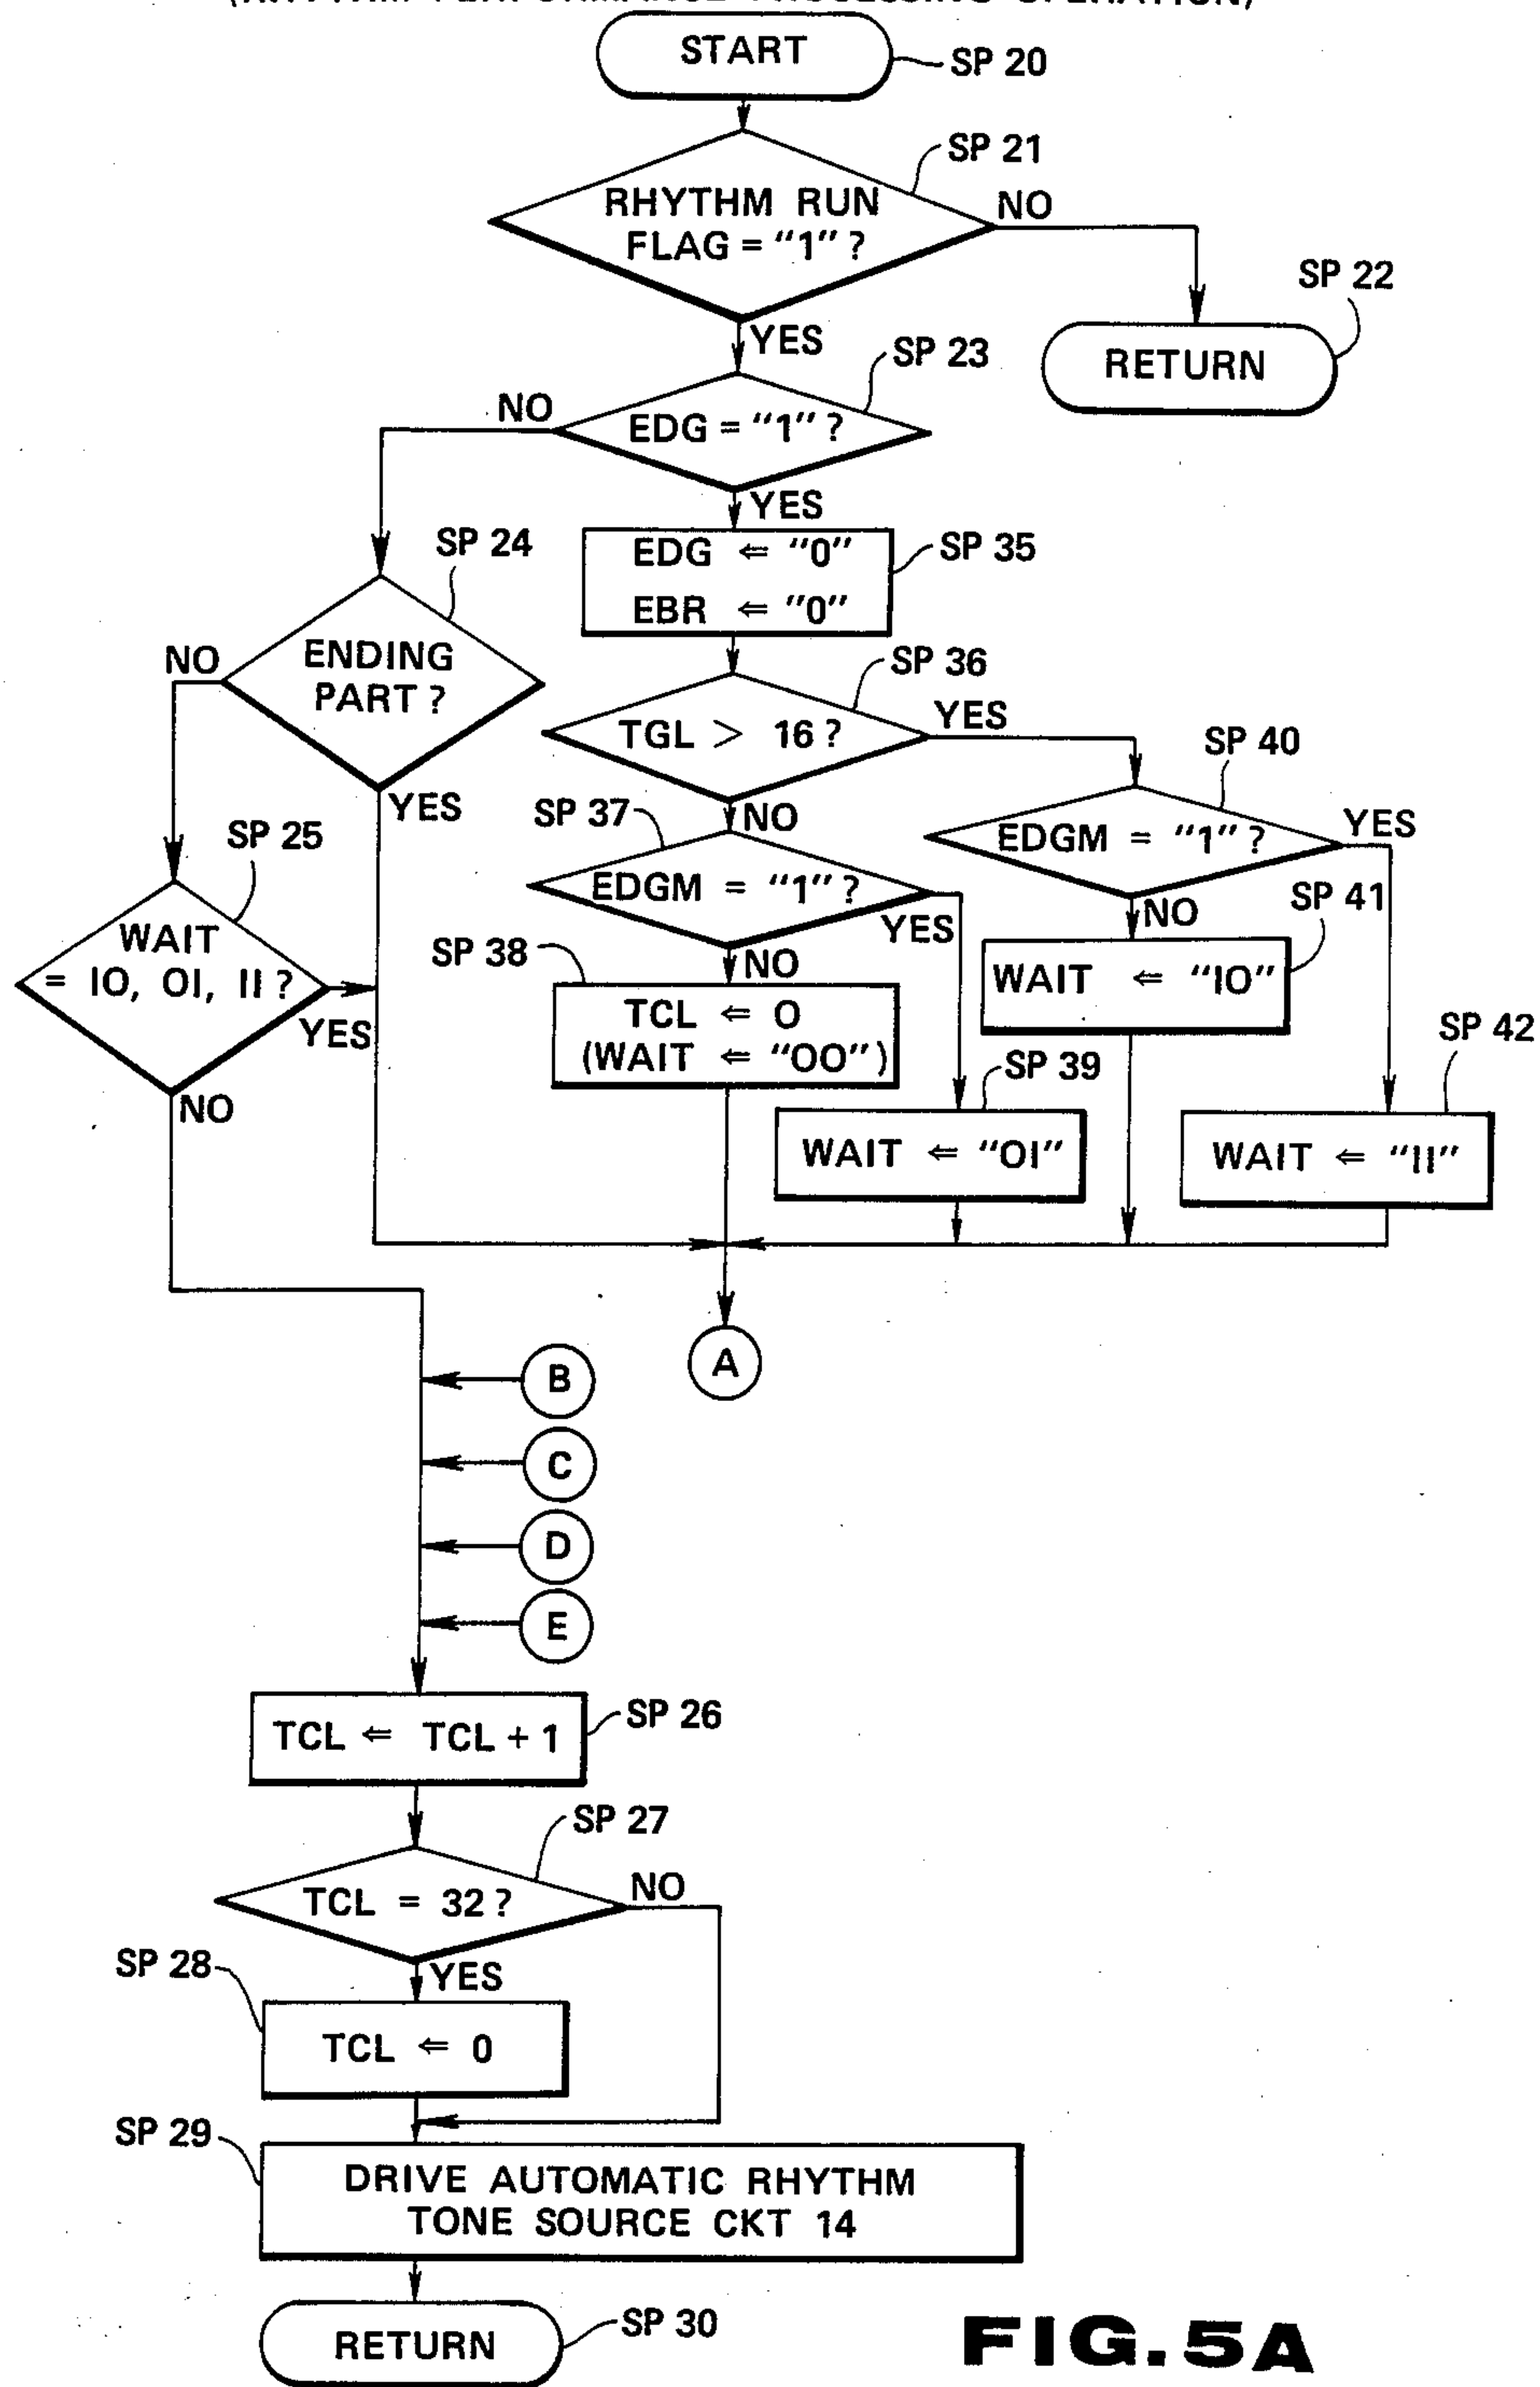 START
SP 20
SP 21
RHYTHM RUN
FLAG = "1" ?
NO
SP 22
RETURN
YES
SP 23
NO
EDG = "1" ?
YES
SP 24
EDG ⇐ "0"
EBR ⇐ "0"
SP 35
NO
ENDING
PART ?
SP 36
TGL > 16 ?
YES
SP 40
YES
SP 37
NO
EDGM = "1" ?
YES
SP 25
EDGM = "1" ?
YES
NO
SP 41
WAIT
= 10, 01, 11 ?
YES
SP 38
NO
WAIT ⇐ "10"
TCL ⇐ 0
(WAIT ⇐ "00")
SP 42
SP 39
NO
WAIT ⇐ "01"
WAIT ⇐ "11"
A
B
C
D
E
TCL ⇐ TCL + 1
SP 26
SP 27
TCL = 32 ?
NO
SP 28
YES
TCL ⇐ 0
SP 29
DRIVE AUTOMATIC RHYTHM
TONE SOURCE CKT 14
RETURN
SP 30
FIG.5A